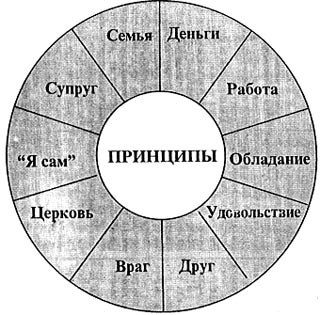 Семья
Деньги
Работа
Обладание
Удовольствие
Друг
Враг
Церковь
“Я сам”
Супруг
ПРИНЦИПЫ